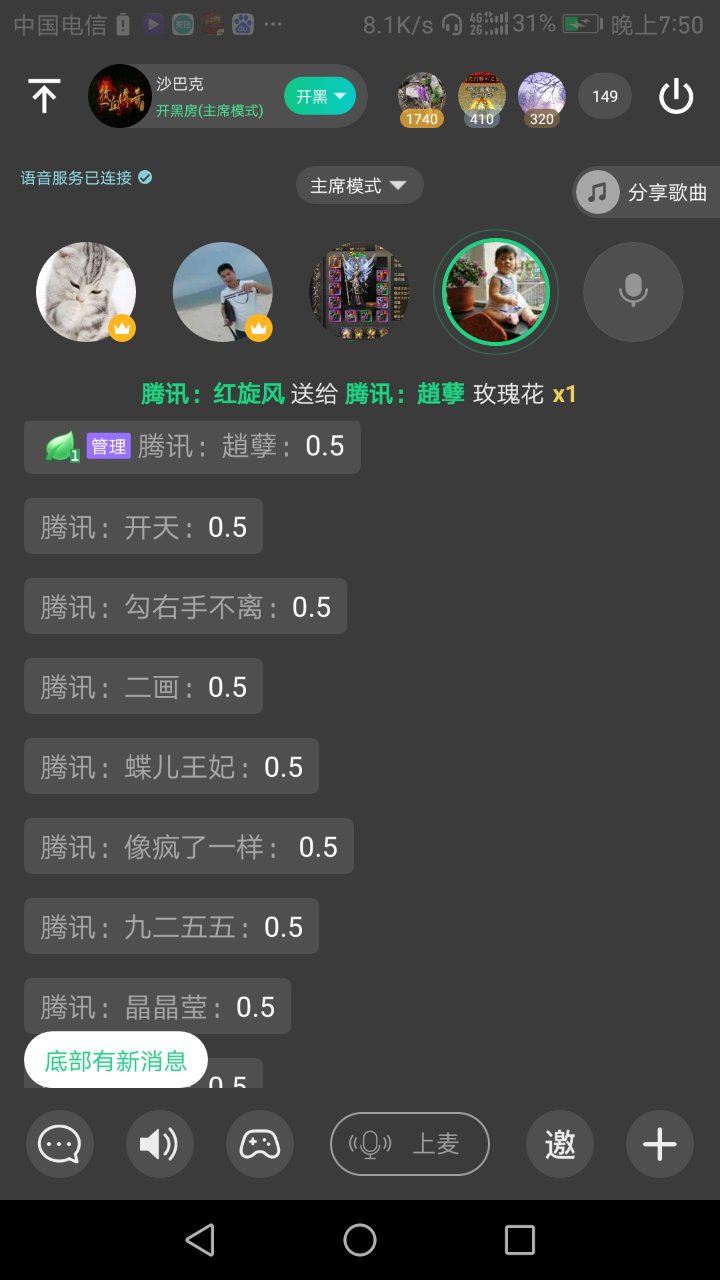 中国电信 8.1K/s 4G 2G 31% 晚上7:50
沙巴克
开黑房(主席模式)
开黑
1740 410 320 149
语音服务已连接
主席模式
分享歌曲
腾讯：红旋风 送给 腾讯：趙孽 玫瑰花 x1
1 管理 腾讯：趙孽：0.5
腾讯：开天：0.5
腾讯：勾右手不离：0.5
腾讯：二画：0.5
腾讯：蝶儿王妃：0.5
腾讯：像疯了一样：0.5
腾讯：九二五五：0.5
腾讯：晶晶莹：0.5
底部有新消息
0.5
上麦 邀